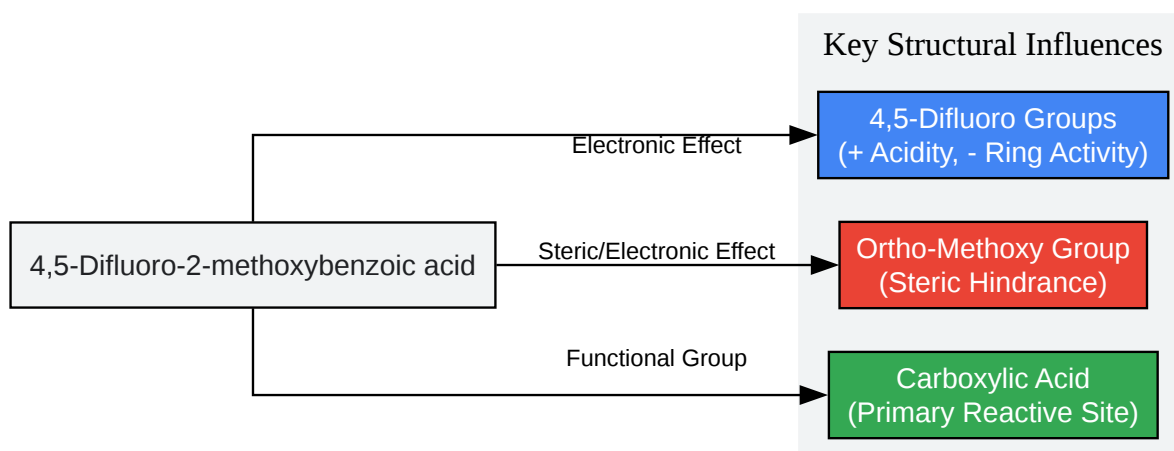 Key Structural Influences
4,5-Difluoro Groups
(+ Acidity, - Ring Activity)
Electronic Effect
4,5-Difluoro-2-methoxybenzoic acid
Steric/Electronic Effect
Ortho-Methoxy Group
(Steric Hindrance)
Functional Group
Carboxylic Acid
(Primary Reactive Site)